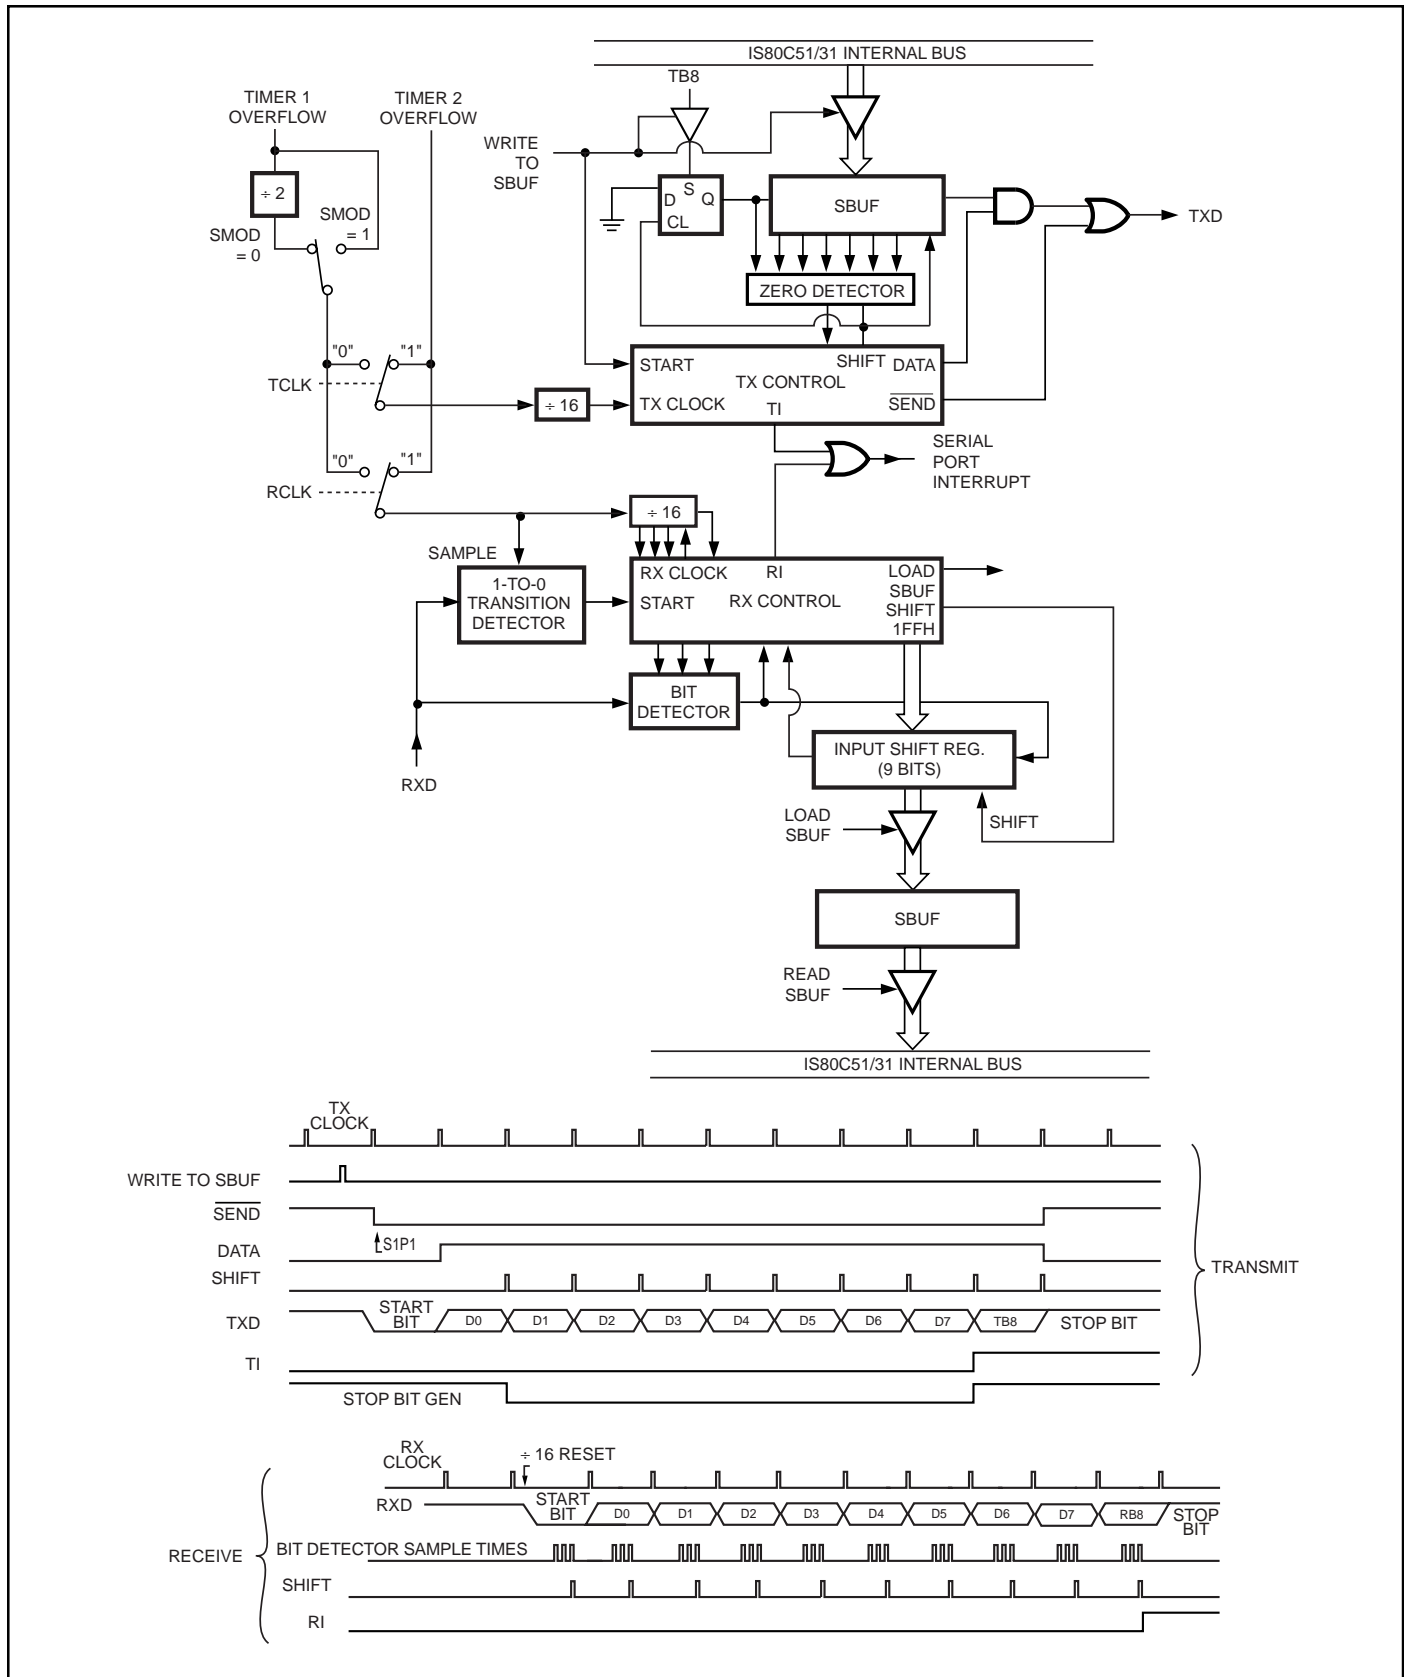 IS80C51/31 INTERNAL BUS
TB8
TIMER 1
OVERFLOW
TIMER 2
OVERFLOW
WRITE
TO
SBUF
÷ 2
SMOD
= 1
SMOD
= 0
D
S
Q
CL
SBUF
TXD
ZERO DETECTOR
"0"
"1"
TCLK
START
SHIFT
DATA
TX CONTROL
÷ 16
TX CLOCK
TI
SEND
SERIAL
PORT
INTERRUPT
"0"
"1"
RCLK
÷ 16
SAMPLE
1-TO-0
TRANSITION
DETECTOR
RX CLOCK
RI
LOAD
SBUF
START
RX CONTROL
SHIFT
1FFH
BIT
DETECTOR
RXD
INPUT SHIFT REG.
(9 BITS)
LOAD
SBUF
SHIFT
SBUF
READ
SBUF
IS80C51/31 INTERNAL BUS
TX
CLOCK
WRITE TO SBUF
SEND
S1P1
DATA
SHIFT
TRANSMIT
TXD
START
BIT
D0
D1
D2
D3
D4
D5
D6
D7
TB8
STOP BIT
TI
STOP BIT GEN
RX
CLOCK
÷ 16 RESET
RXD
START
BIT
D0
D1
D2
D3
D4
D5
D6
D7
RB8
STOP
BIT
RECEIVE
BIT DETECTOR SAMPLE TIMES
SHIFT
RI